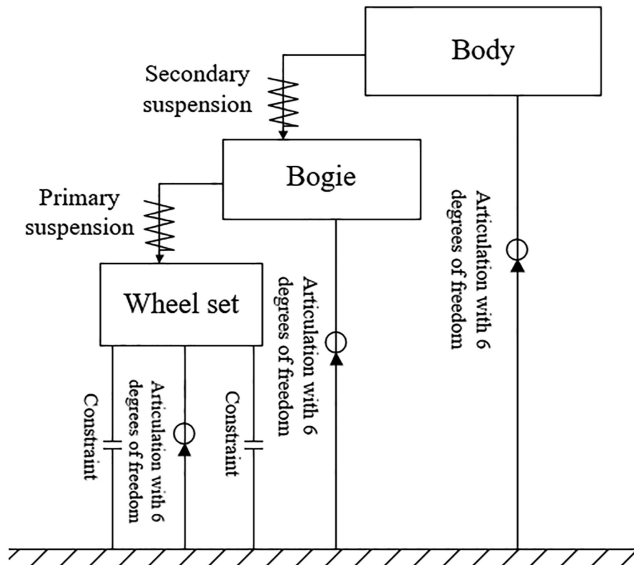 Body
Secondary
suspension
Bogie
Primary
suspension
Wheel set
Articulation with 6
degrees of freedom
Articulation with 6
degrees of freedom
Constraint
Articulation with 6
degrees of freedom
Constraint